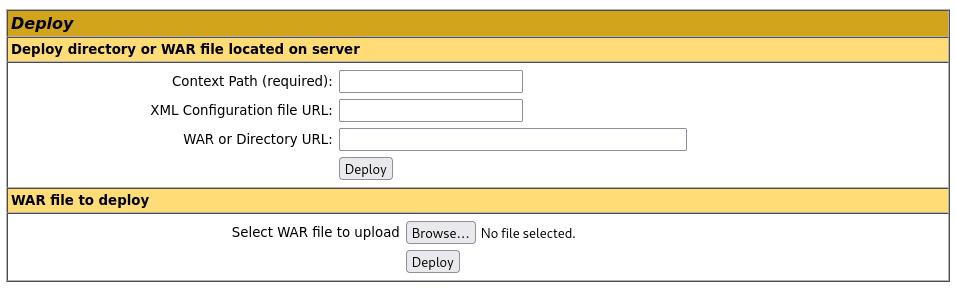 Deploy
Deploy directory or WAR file located on server
Context Path (required):
XML Configuration file URL:
WAR or Directory URL:
Deploy
WAR file to deploy
Select WAR file to upload Browse... No file selected.
Deploy